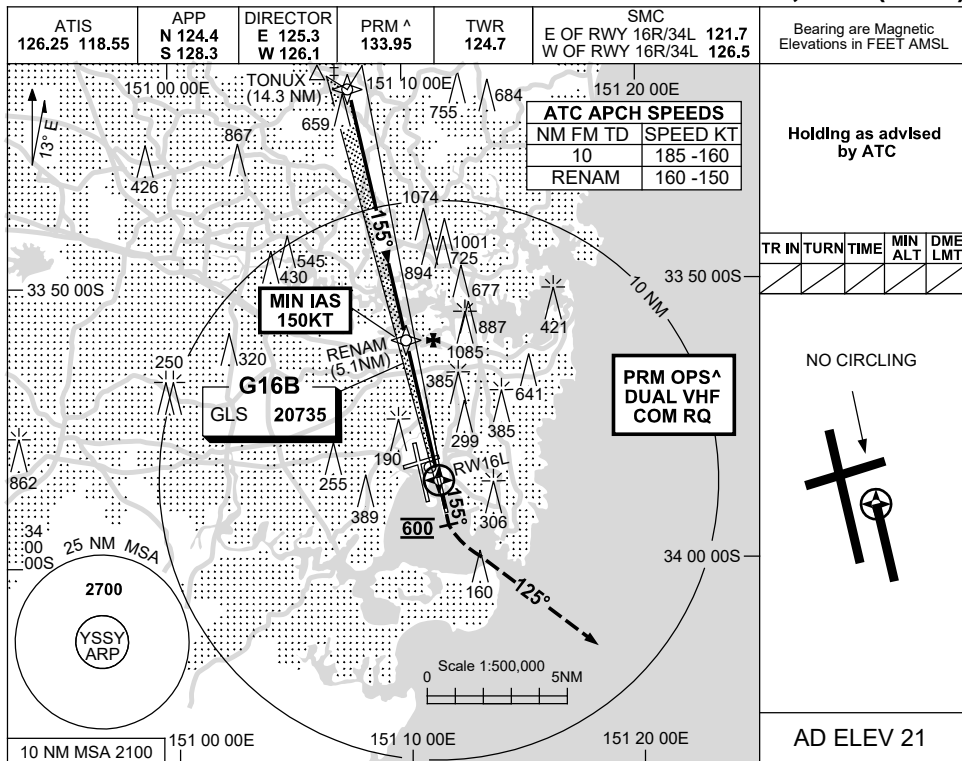 ATIS
126.25 118.55
APP
N 124.4
S 128.3
DIRECTOR
E 125.3
W 126.1
PRM ^
133.95
TWR
124.7
SMC
E OF RWY 16R/34L 121.7
W OF RWY 16R/34L 126.5
Bearing are Magnetic
Elevations in FEET AMSL
TONUX
(14.3 NM)
151 00 00E
151 10 00E
151 20 00E
13° E
659
755
684
867
426
ATC APCH SPEEDS
NM FM TD SPEED KT
10 185 -160
RENAM 160 -150
Holding as advised
by ATC
TR IN TURN TIME MIN ALT DME LMT
1074
155°
1001
725
894
545
430
677
33 50 00S
33 50 00S
10 NM
MIN IAS
150KT
887
421
1085
RENAM
(5.1NM)
320
250
385
641
G16B
GLS 20735
PRM OPS^
DUAL VHF
COM RQ
NO CIRCLING
385
299
190
RW16L
862
255
389
155°
306
600
34
00
00S
34 00 00S
25 NM MSA
2700
160
125°
YSSY
ARP
Scale 1:500,000
0 5NM
10 NM MSA 2100
151 00 00E
151 10 00E
151 20 00E
AD ELEV 21